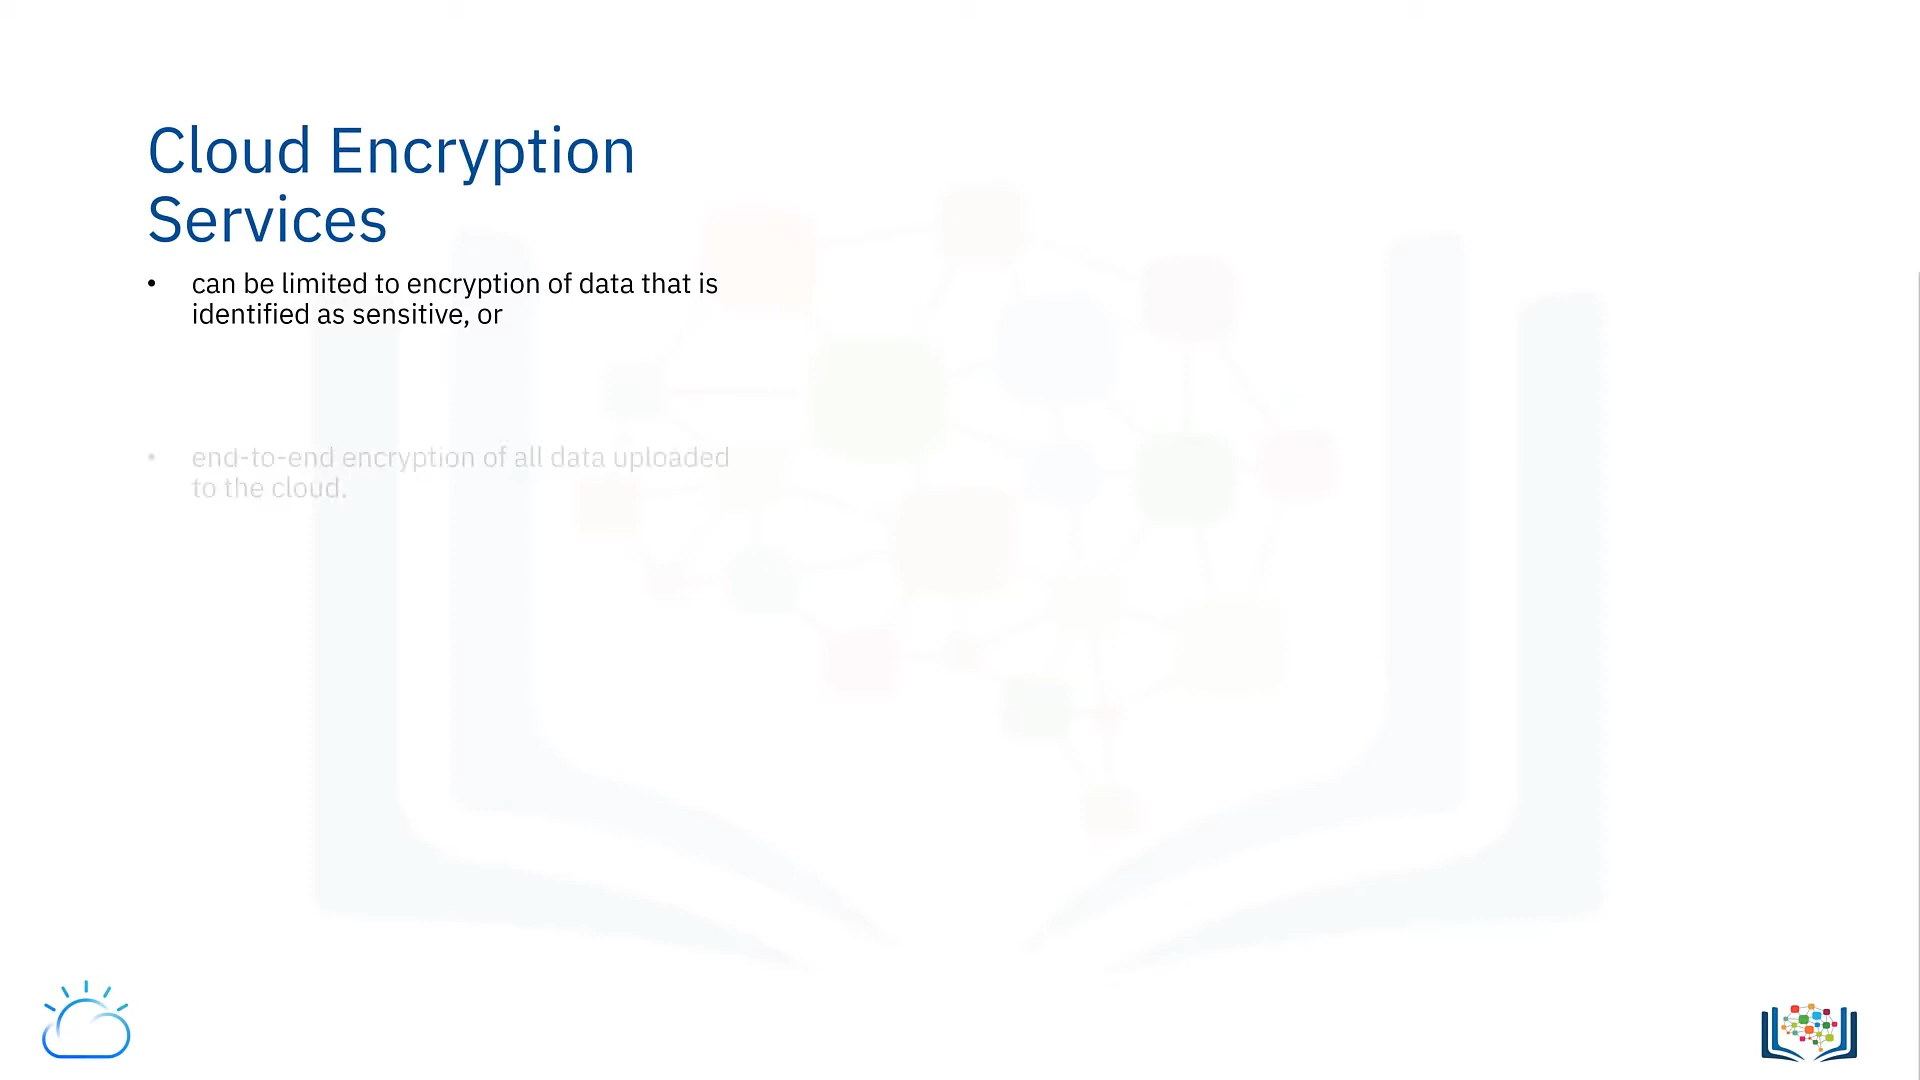 Cloud Encryption
Services
• can be limited to encryption of data that is
identified as sensitive, or
• end-to-end encryption of all data uploaded
to the cloud.